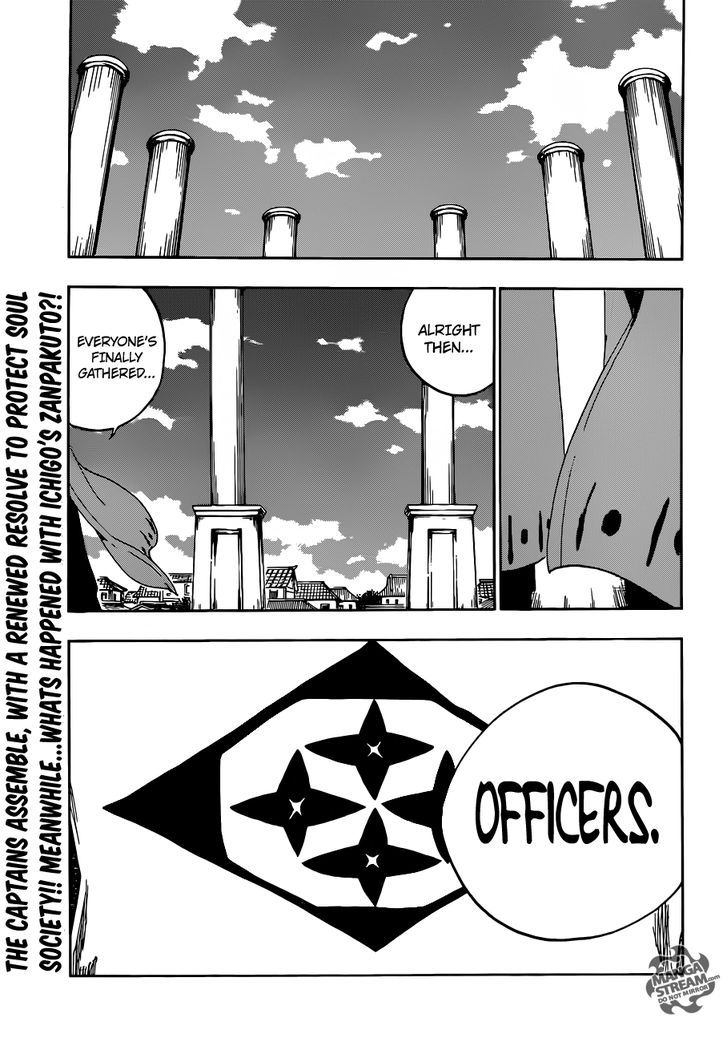 THE CAPTAINS ASSEMBLE, WITH A RENEWED RESOLVE TO PROTECT SOUL
SOCIETY!! MEANWHILE...WHATS HAPPENED WITH ICHIGO'S ZANPAKUTO?!
ALRIGHT
THEN...
EVERYONE'S
FINALLY
GATHERED...
OFFICERS.
MANGA
STREAM.com
DO NOT MIRROR